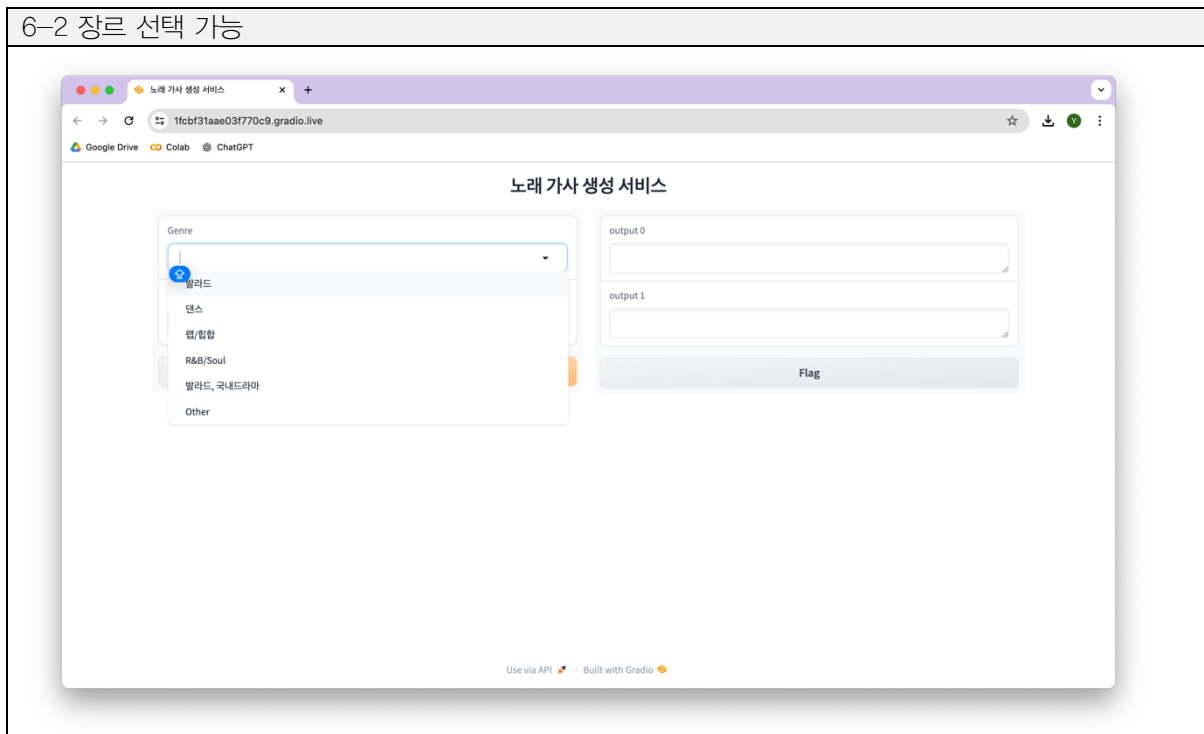 6-2 장르 선택 가능
노래 가사 생성 서비스
1fcbf31aae03f770c9.gradio.live
Y
Google Drive Colab ChatGPT
노래 가사 생성 서비스
Genre
발라드
댄스
랩/힙합
R&B/Soul
발라드, 국내드라마
Other
output 0
output 1
Flag
Use via API · Built with Gradio